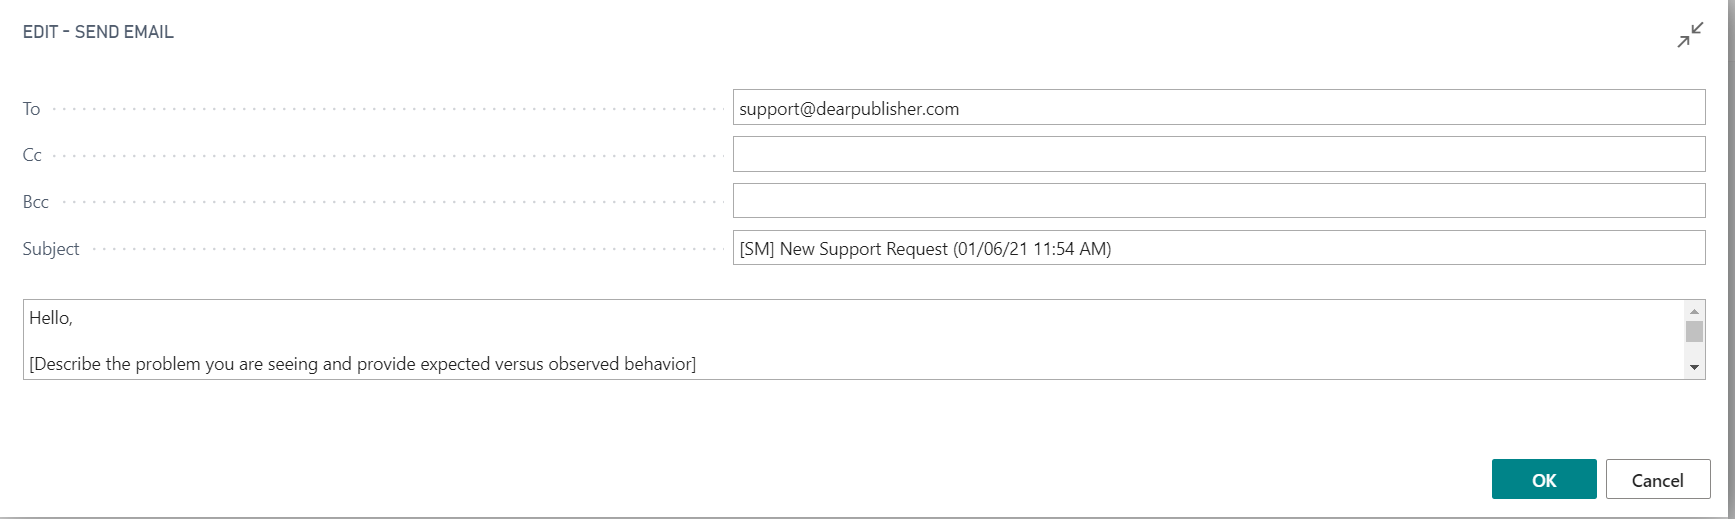 EDIT - SEND EMAIL
To support@dearpublisher.com
Cc
Bcc
Subject [SM] New Support Request (01/06/21 11:54 AM)
Hello,
[Describe the problem you are seeing and provide expected versus observed behavior]
OK Cancel